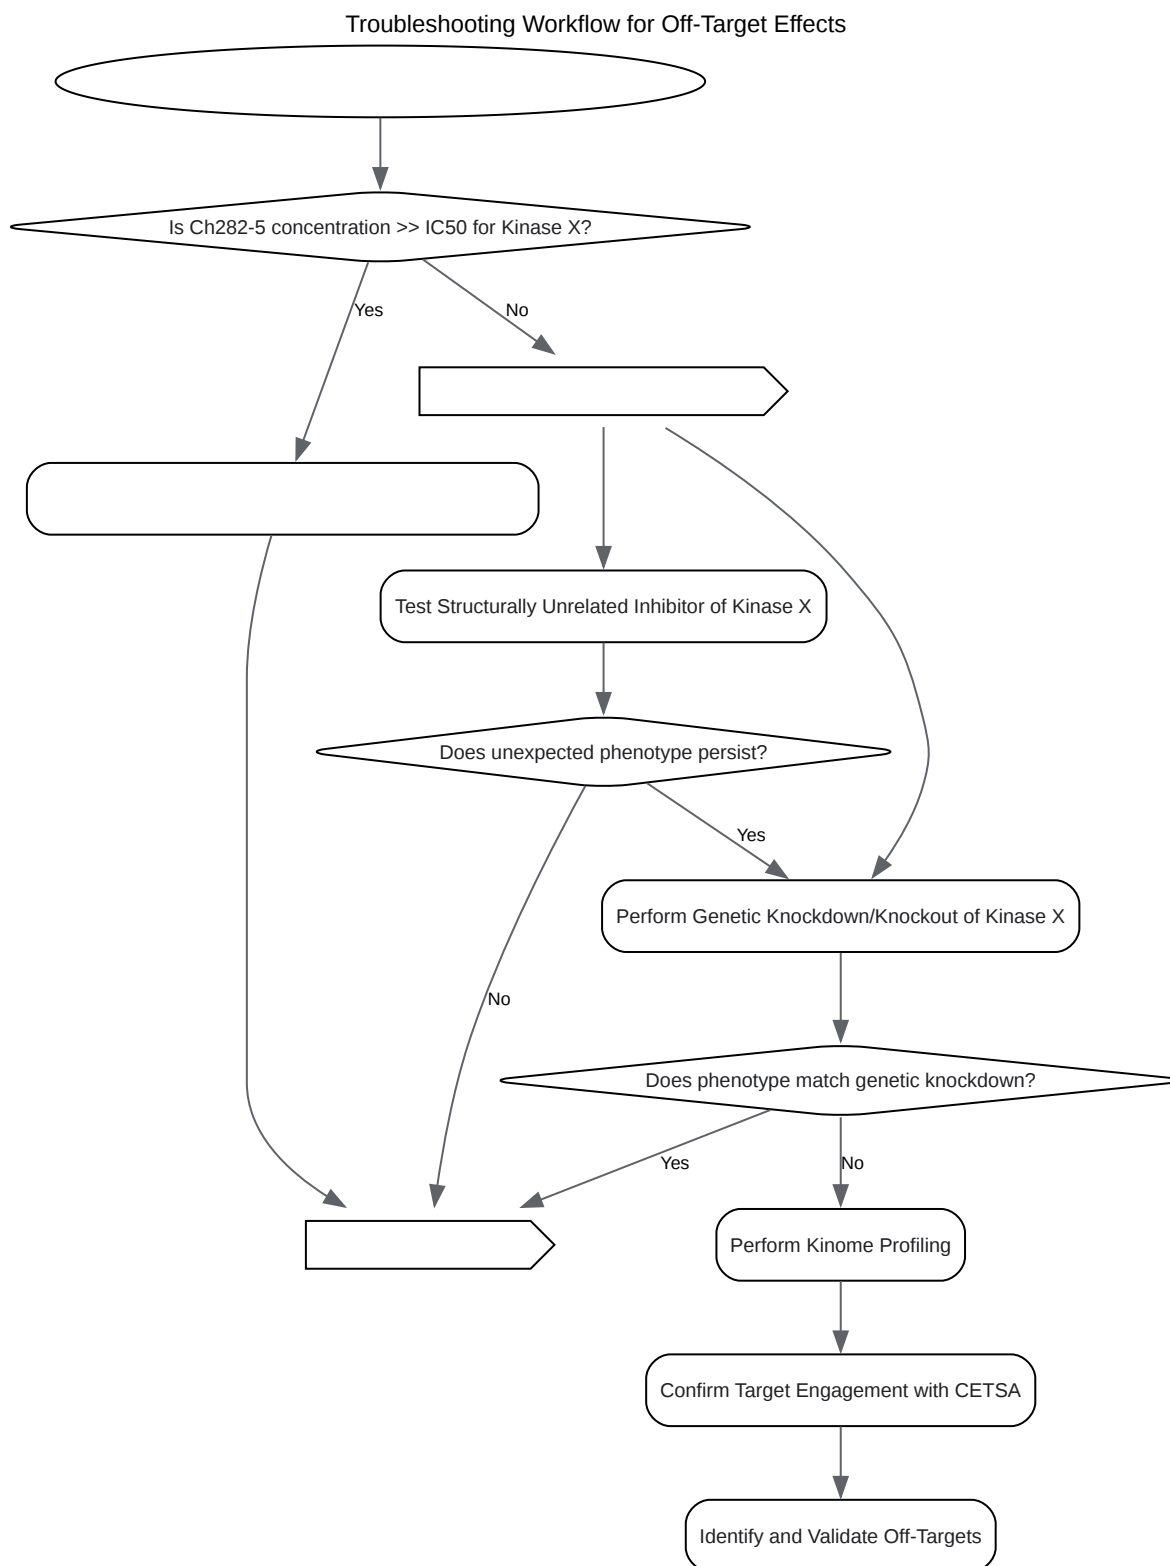 Troubleshooting Workflow for Off-Target Effects
Is Ch282-5 concentration >> IC50 for Kinase X?
Yes
No
Test Structurally Unrelated Inhibitor of Kinase X
Does unexpected phenotype persist?
Yes
Perform Genetic Knockdown/Knockout of Kinase X
No
Does phenotype match genetic knockdown?
Yes
No
Perform Kinome Profiling
Confirm Target Engagement with CETSA
Identify and Validate Off-Targets